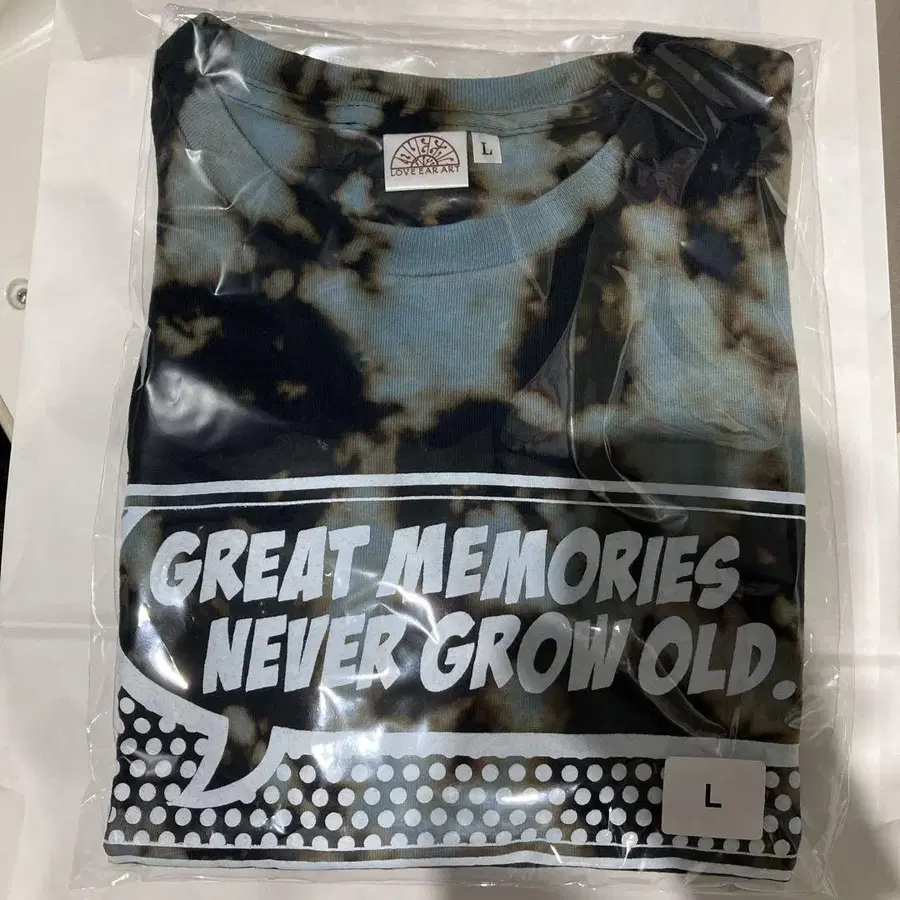 LOVE EAR ART
L
GREAT MEMORIES
NEVER GROW OLD.
L